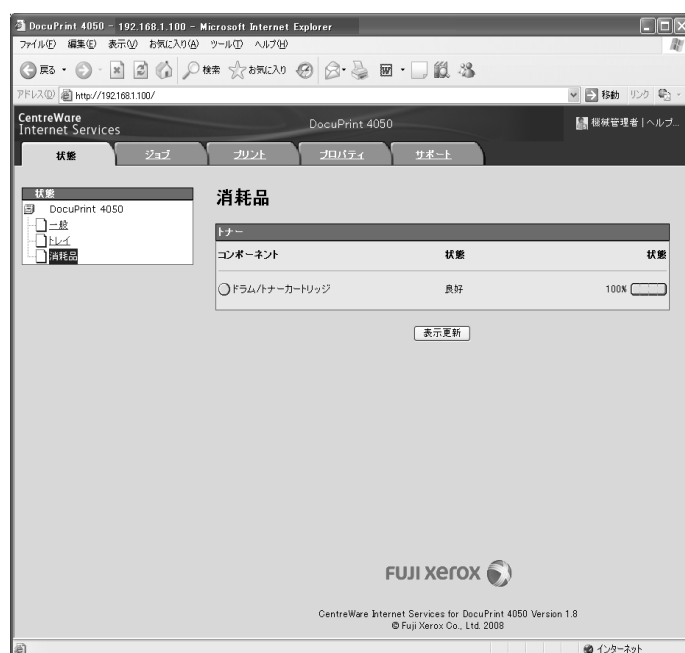 DocuPrint 4050 - 192.168.1.100 - Microsoft Internet Explorer
ファイル(F) 編集(E) 表示(V) お気に入り(A) ツール(T) ヘルプ(H)
戻る 検索 お気に入り
アドレス(D) http://192.168.1.100/ 移動 リンク
CentreWare
Internet Services
DocuPrint 4050
機械管理者 | ヘルプ...
状態 ジョブ プリント プロパティ サポート
状態
DocuPrint 4050
一般
トレイ
消耗品
消耗品
トナー
コンポーネント 状態 状態
ドラム/トナーカートリッジ 良好 100%
表示更新
FUJI XEROX
CentreWare Internet Services for DocuPrint 4050 Version 1.8
© Fuji Xerox Co., Ltd. 2008
インターネット